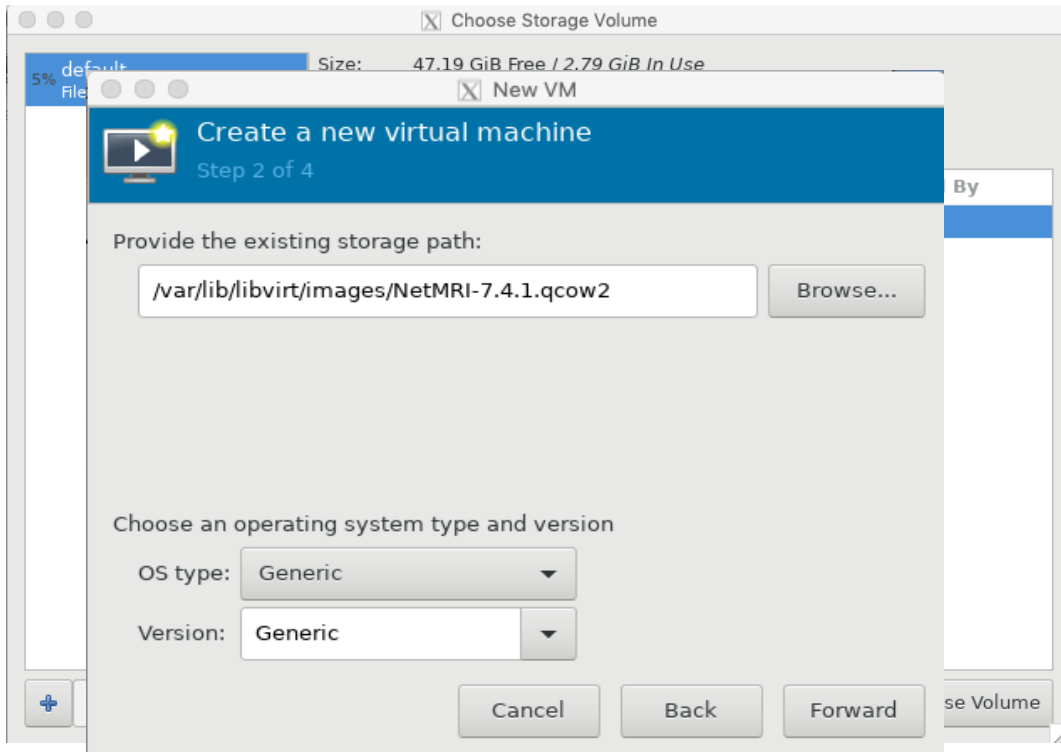 Choose Storage Volume
5%
Size: 47.19 GiB Free / 2.79 GiB In Use
File
New VM
Create a new virtual machine
Step 2 of 4
By
Provide the existing storage path:
/var/lib/libvirt/images/NetMRI-7.4.1.qcow2 Browse...
Choose an operating system type and version
OS type: Generic
Version: Generic
Cancel Back Forward
se Volume